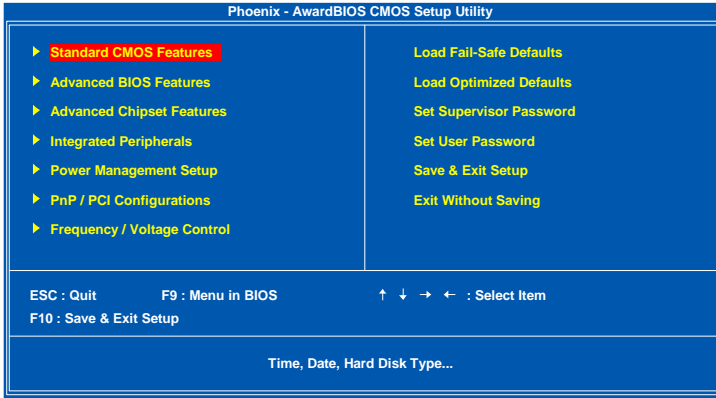 Phoenix - AwardBIOS CMOS Setup Utility
Standard CMOS Features
Advanced BIOS Features
Advanced Chipset Features
Integrated Peripherals
Power Management Setup
PnP / PCI Configurations
Frequency / Voltage Control
Load Fail-Safe Defaults
Load Optimized Defaults
Set Supervisor Password
Set User Password
Save & Exit Setup
Exit Without Saving
ESC : Quit F9 : Menu in BIOS ↑ ↓ → ← : Select Item
F10 : Save & Exit Setup
Time, Date, Hard Disk Type...